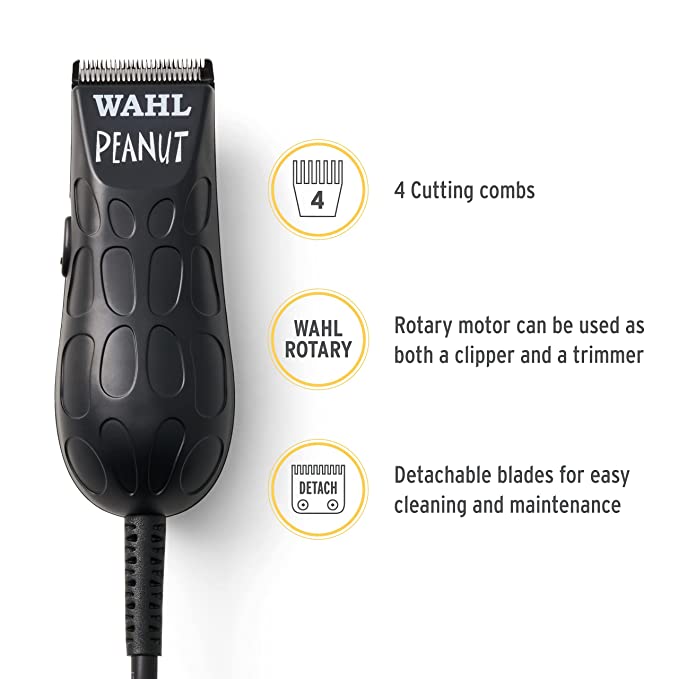 WAHL
PEANUT
4
4 Cutting combs
WAHL
ROTARY
Rotary motor can be used as
both a clipper and a trimmer
DETACH
Detachable blades for easy
cleaning and maintenance